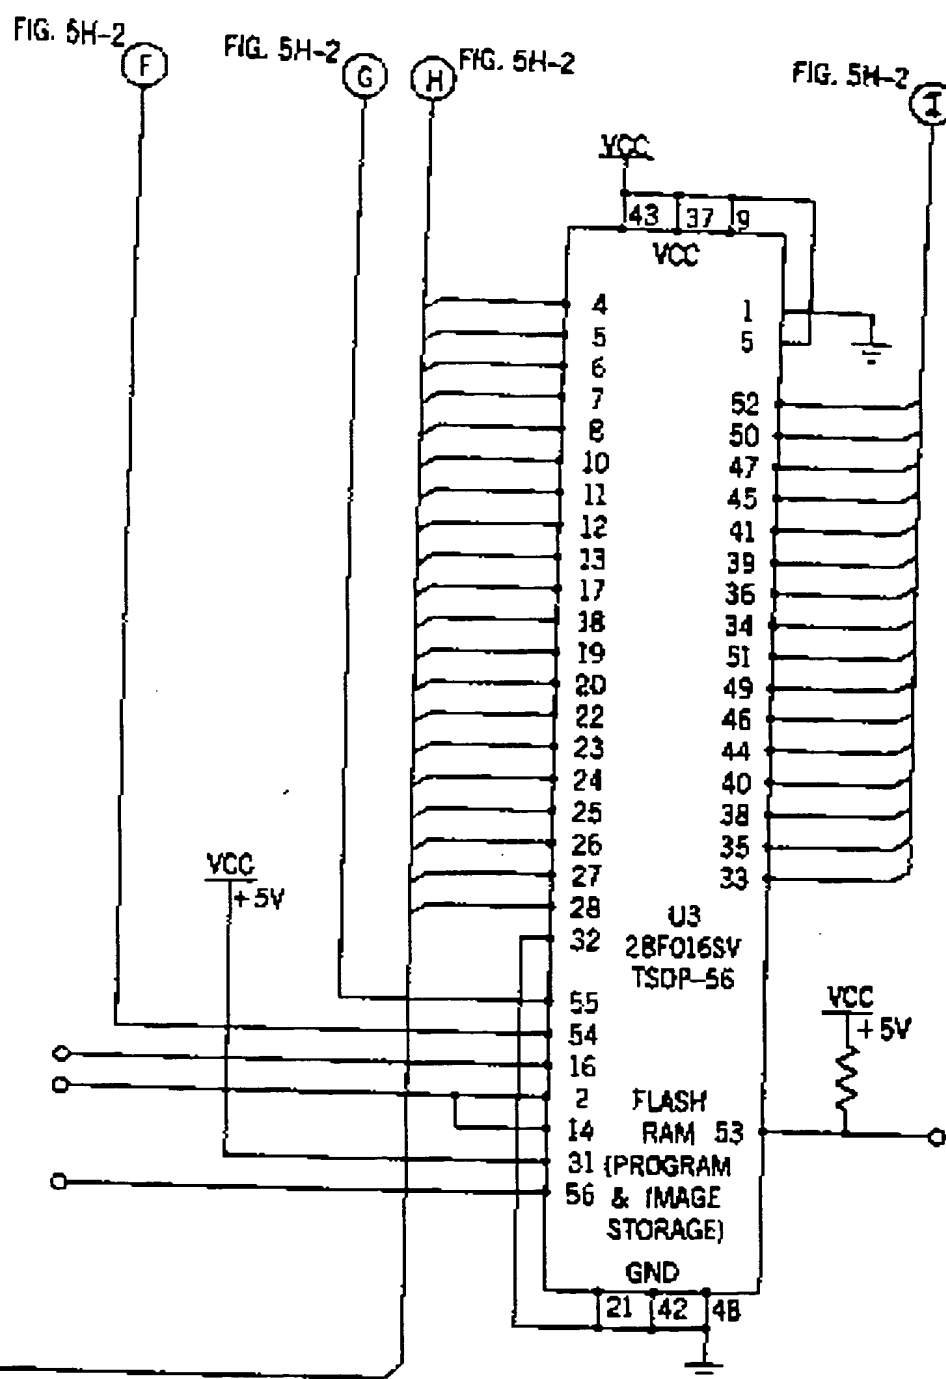 FIG. 5H-2
F
FIG. 5H-2
G
H
FIG. 5H-2
FIG. 5H-2
I
VCC
43 37 9
VCC
4
5
6
7
8
10
11
12
13
17
18
19
20
22
23
24
25
26
27
28
32
55
54
16
2
14
31
56
1
5
52
50
47
45
41
39
36
34
51
49
46
44
40
38
35
33
U3
28F016SV
TSOP-56
VCC
+5V
VCC
+5V
FLASH
RAM 53
(PROGRAM
& IMAGE
STORAGE)
GND
21 42 48